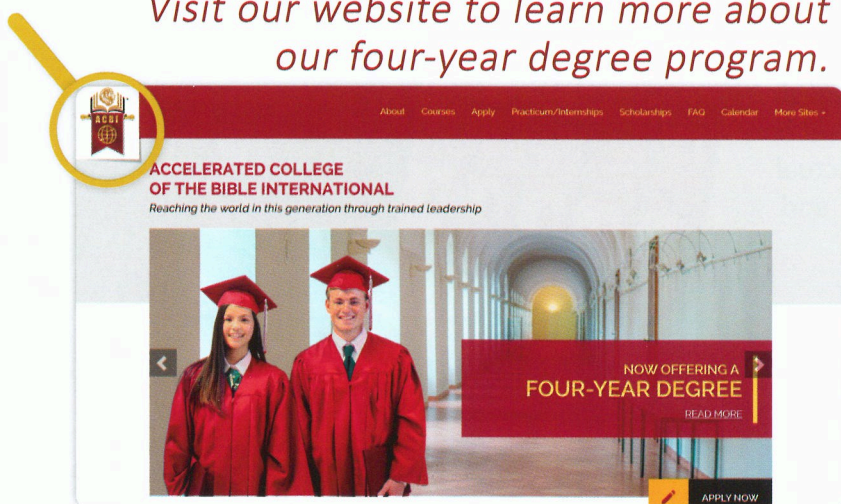 Visit our website to learn more about
our four-year degree program.
ACBI
About Courses Apply Practicum/Internships Scholarships FAQ Calendar More Sites
ACCELERATED COLLEGE
OF THE BIBLE INTERNATIONAL
Reaching the world in this generation through trained leadership
NOW OFFERING A
FOUR-YEAR DEGREE
READ MORE
APPLY NOW